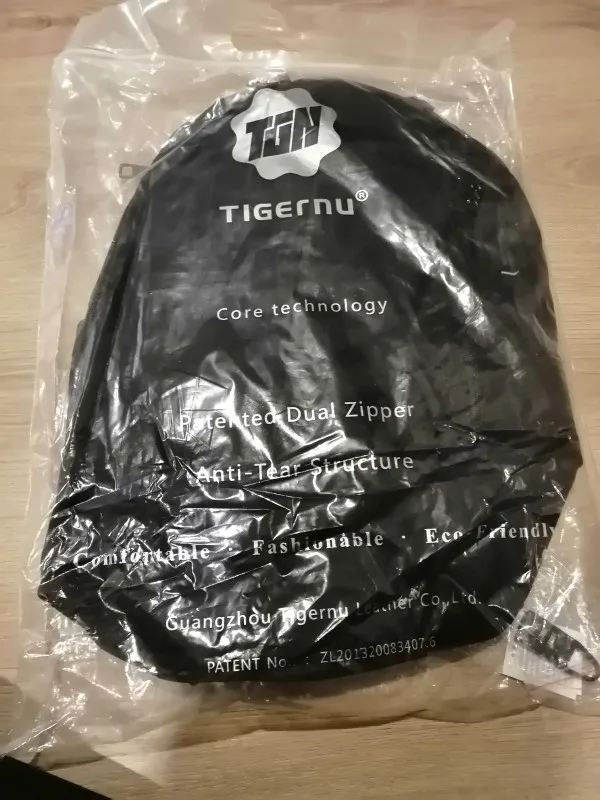 TGN
TIGERNU®
Core technology
Patented Dual Zipper
Anti-Tear Structure
Comfortable · Fashionable · Eco-Friendly
Guangzhou Tigernu Leather Co., Ltd.
PATENT No. : ZL201320083407.6